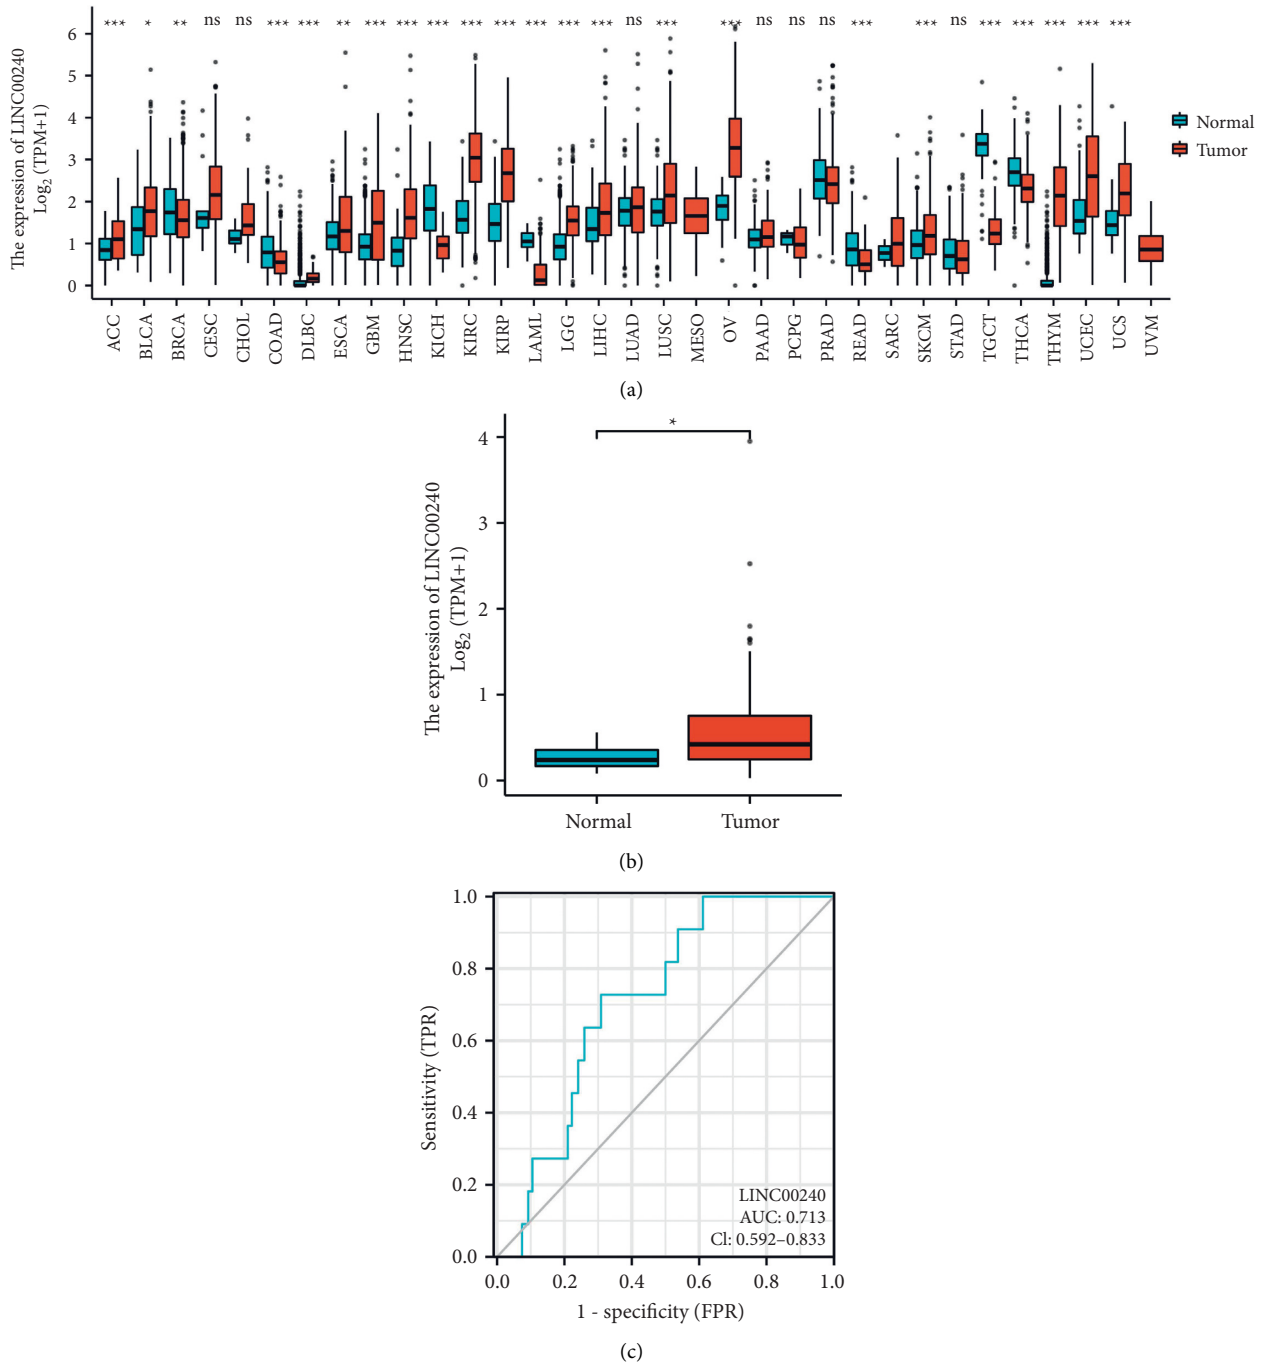 *** * ** ns ns *** *** ** *** *** *** *** *** *** *** *** ns *** *** ns ns ns *** *** ns *** *** *** *** ***
The expression of LINC00240
Log₂ (TPM+1)
6
5
4
3
2
1
0
Normal
Tumor
ACC BLCA BRCA CESC CHOL COAD DLBC ESCA GBM HNSC KICH KIRC KIRP LAML LGG LIHC LUAD LUSC MESO OV PAAD PCPG PRAD READ SARC SKCM STAD TGCT THCA THYM UCEC UCS UVM
(a)
The expression of LINC00240
Log₂ (TPM+1)
*
4
3
2
1
0
Normal Tumor
(b)
Sensitivity (TPR)
1.0
0.8
0.6
0.4
0.2
0.0
LINC00240
AUC: 0.713
CI: 0.592–0.833
0.0 0.2 0.4 0.6 0.8 1.0
1 - specificity (FPR)
(c)